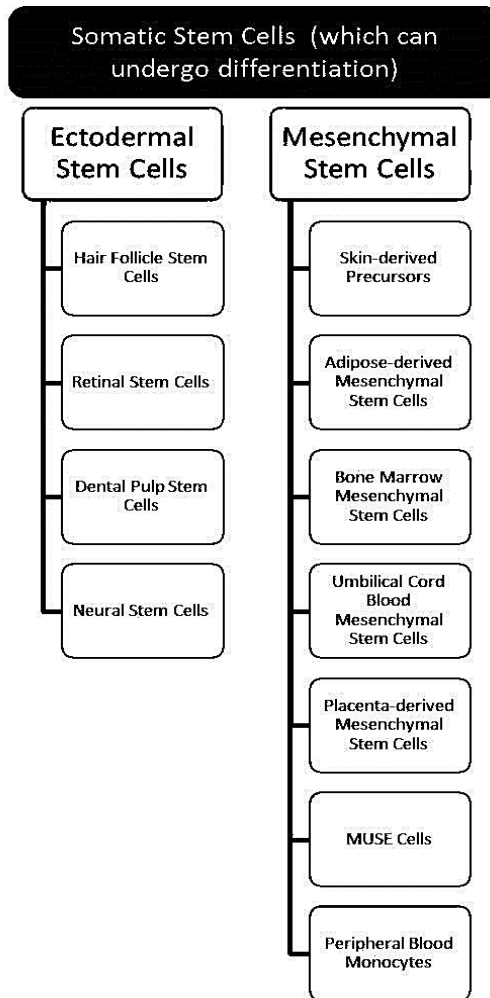 Somatic Stem Cells (which can
undergo differentiation)
Ectodermal
Stem Cells
Hair Follicle Stem
Cells
Retinal Stem Cells
Dental Pulp Stem
Cells
Neural Stem Cells
Mesenchymal
Stem Cells
Skin-derived
Precursors
Adipose-derived
Mesenchymal
Stem Cells
Bone Marrow
Mesenchymal
Stem Cells
Umbilical Cord
Blood
Mesenchymal
Stem Cells
Placenta-derived
Mesenchymal
Stem Cells
MUSE Cells
Peripheral Blood
Monocytes